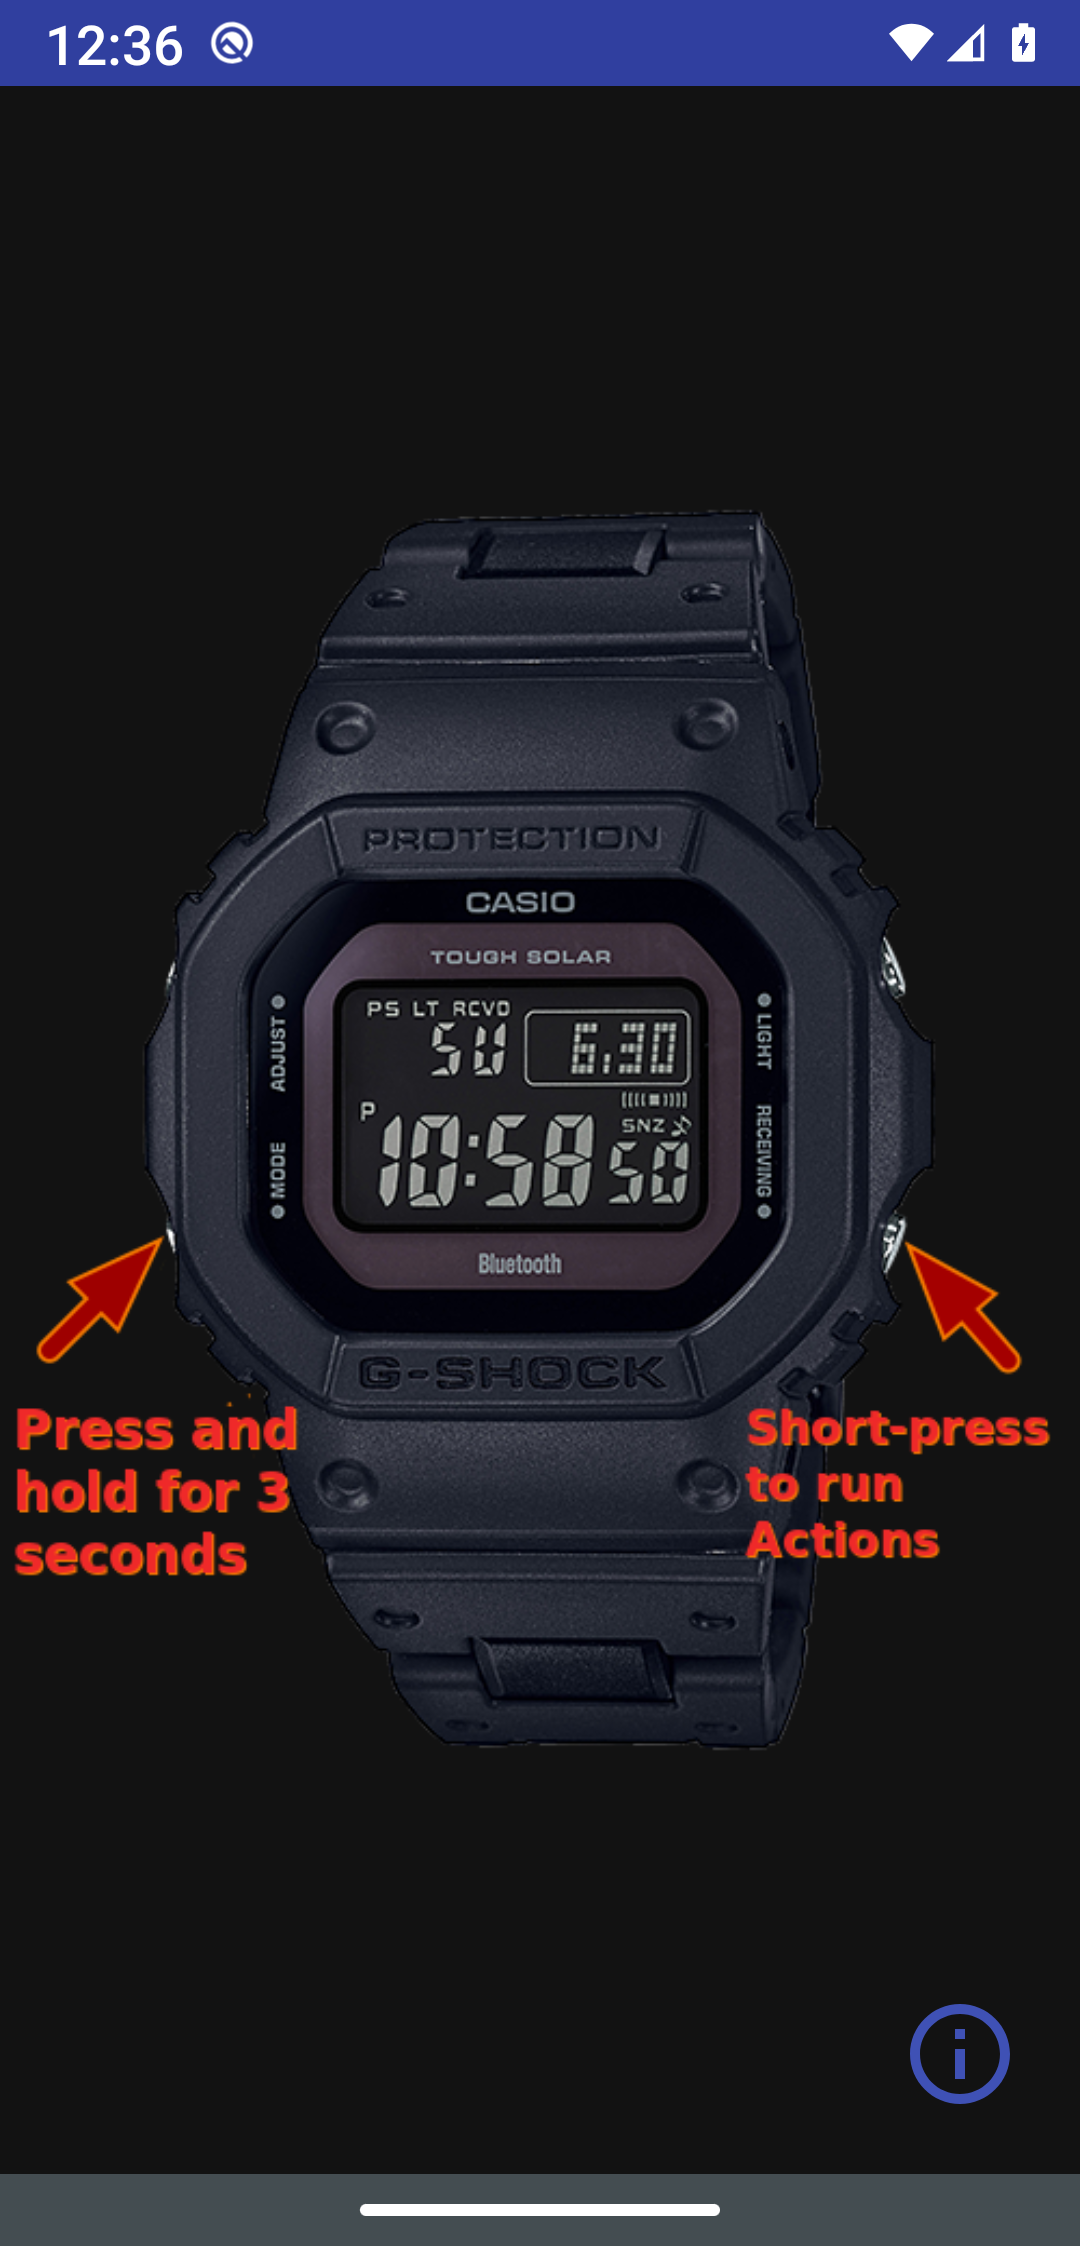 12:36
PROTECTION
CASIO
TOUGH SOLAR
PS LT RCVD
SU 6.30
P 10:58 50
SNZ
ADJUST
MODE
LIGHT
RECEIVING
Bluetooth
G-SHOCK
Press and
hold for 3
seconds
Short-press
to run
Actions